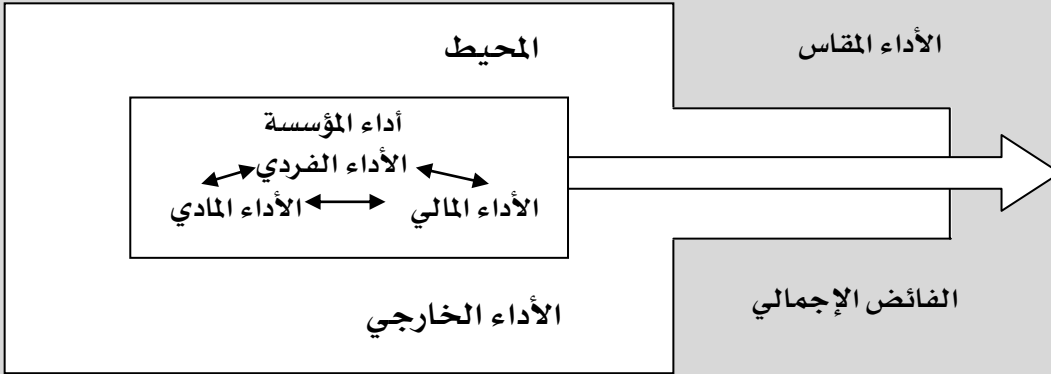 المحيط
الأداء المقاس
أداء المؤسسة
الأداء الفردي
الأداء المالي
الأداء المادي
الأداء الخارجي
الفائض الإجمالي